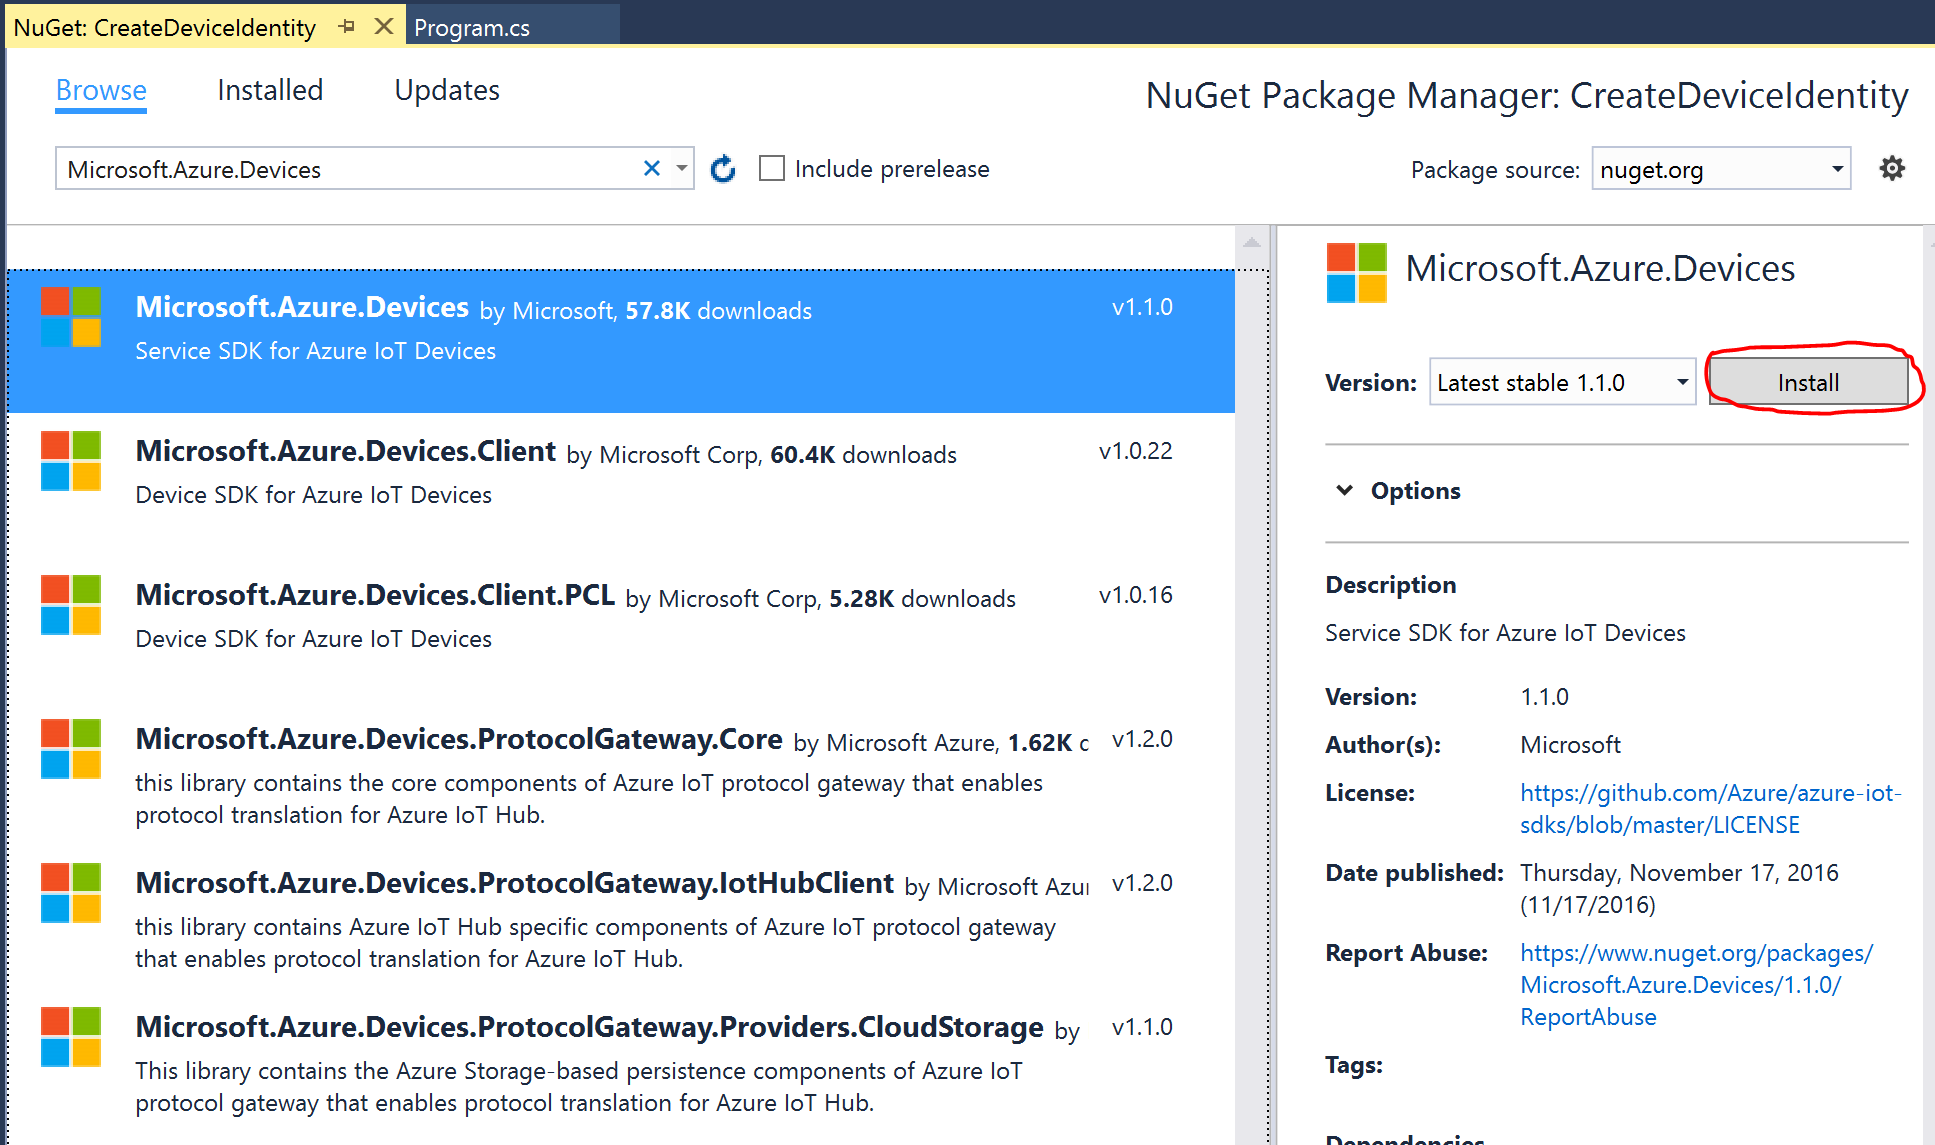 NuGet: CreateDeviceIdentity
Program.cs
Browse Installed Updates
NuGet Package Manager: CreateDeviceIdentity
Microsoft.Azure.Devices
Include prerelease
Package source: nuget.org
Microsoft.Azure.Devices by Microsoft, 57.8K downloads v1.1.0
Service SDK for Azure IoT Devices
Microsoft.Azure.Devices.Client by Microsoft Corp, 60.4K downloads v1.0.22
Device SDK for Azure IoT Devices
Microsoft.Azure.Devices.Client.PCL by Microsoft Corp, 5.28K downloads v1.0.16
Device SDK for Azure IoT Devices
Microsoft.Azure.Devices.ProtocolGateway.Core by Microsoft Azure, 1.62K v1.2.0
this library contains the core components of Azure IoT protocol gateway that enables
protocol translation for Azure IoT Hub.
Microsoft.Azure.Devices.ProtocolGateway.IotHubClient by Microsoft v1.2.0
this library contains Azure IoT Hub specific components of Azure IoT protocol gateway
that enables protocol translation for Azure IoT Hub.
Microsoft.Azure.Devices.ProtocolGateway.Providers.CloudStorage by v1.1.0
This library contains the Azure Storage-based persistence components of Azure IoT
protocol gateway that enables protocol translation for Azure IoT Hub.
Microsoft.Azure.Devices
Version: Latest stable 1.1.0 Install
Options
Description
Service SDK for Azure IoT Devices
Version: 1.1.0
Author(s): Microsoft
License: https://github.com/Azure/azure-iot-
sdks/blob/master/LICENSE
Date published: Thursday, November 17, 2016
(11/17/2016)
Report Abuse: https://www.nuget.org/packages/
Microsoft.Azure.Devices/1.1.0/
ReportAbuse
Tags:
Dependencies